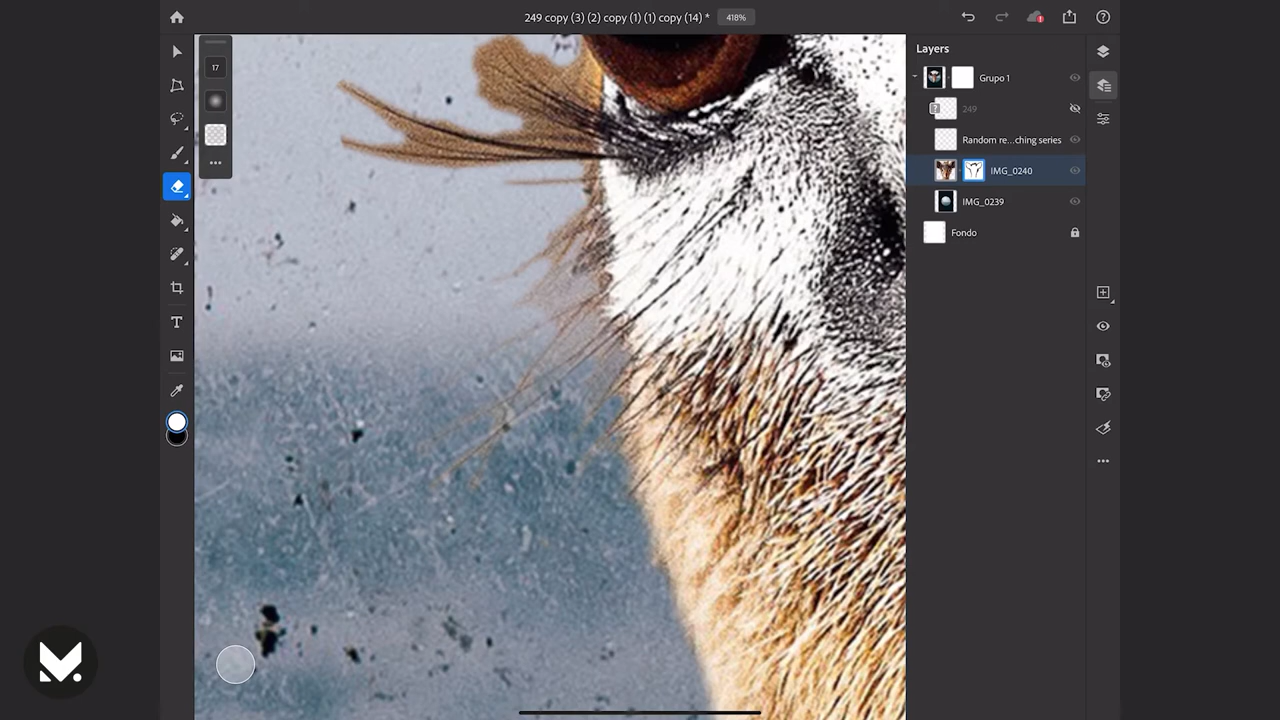 249 copy (3) (2) copy (1) (1) copy (14) *
418%
17
Layers
Grupo 1
249
Random re...ching series
IMG_0240
IMG_0239
Fondo